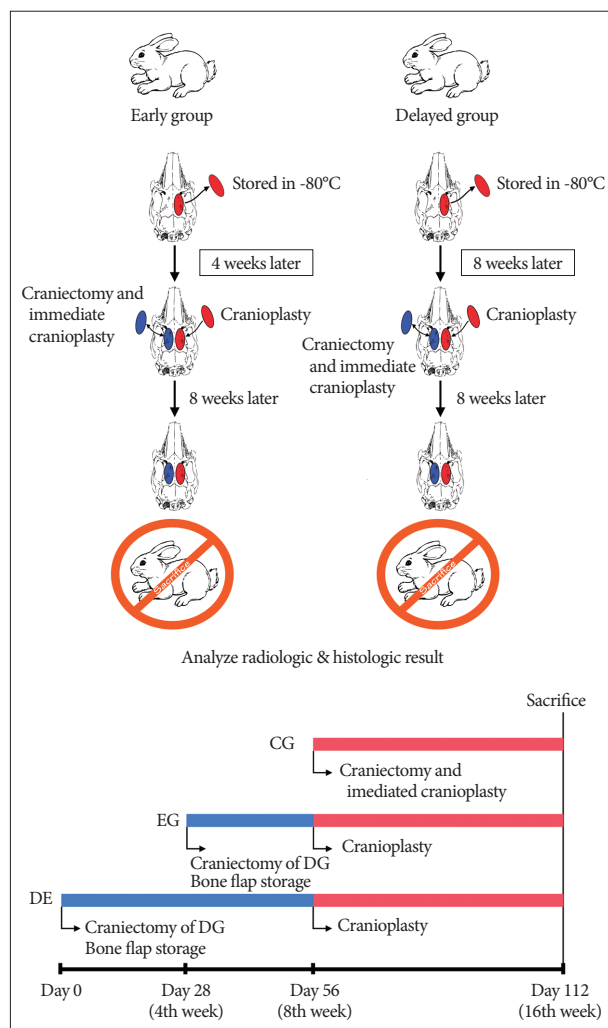 Early group
Delayed group
Stored in -80°C
Stored in -80°C
4 weeks later
8 weeks later
Craniectomy and
immediate
cranioplasty
Cranioplasty
Craniectomy
and immediate
cranioplasty
Cranioplasty
8 weeks later
8 weeks later
Sacrifice
Sacrifice
Analyze radiologic & histologic result
Sacrifice
CG
Craniectomy and
imediated cranioplasty
EG
Craniectomy of DG
Bone flap storage
Cranioplasty
DE
Craniectomy of DG
Bone flap storage
Cranioplasty
Day 0
Day 28
(4th week)
Day 56
(8th week)
Day 112
(16th week)